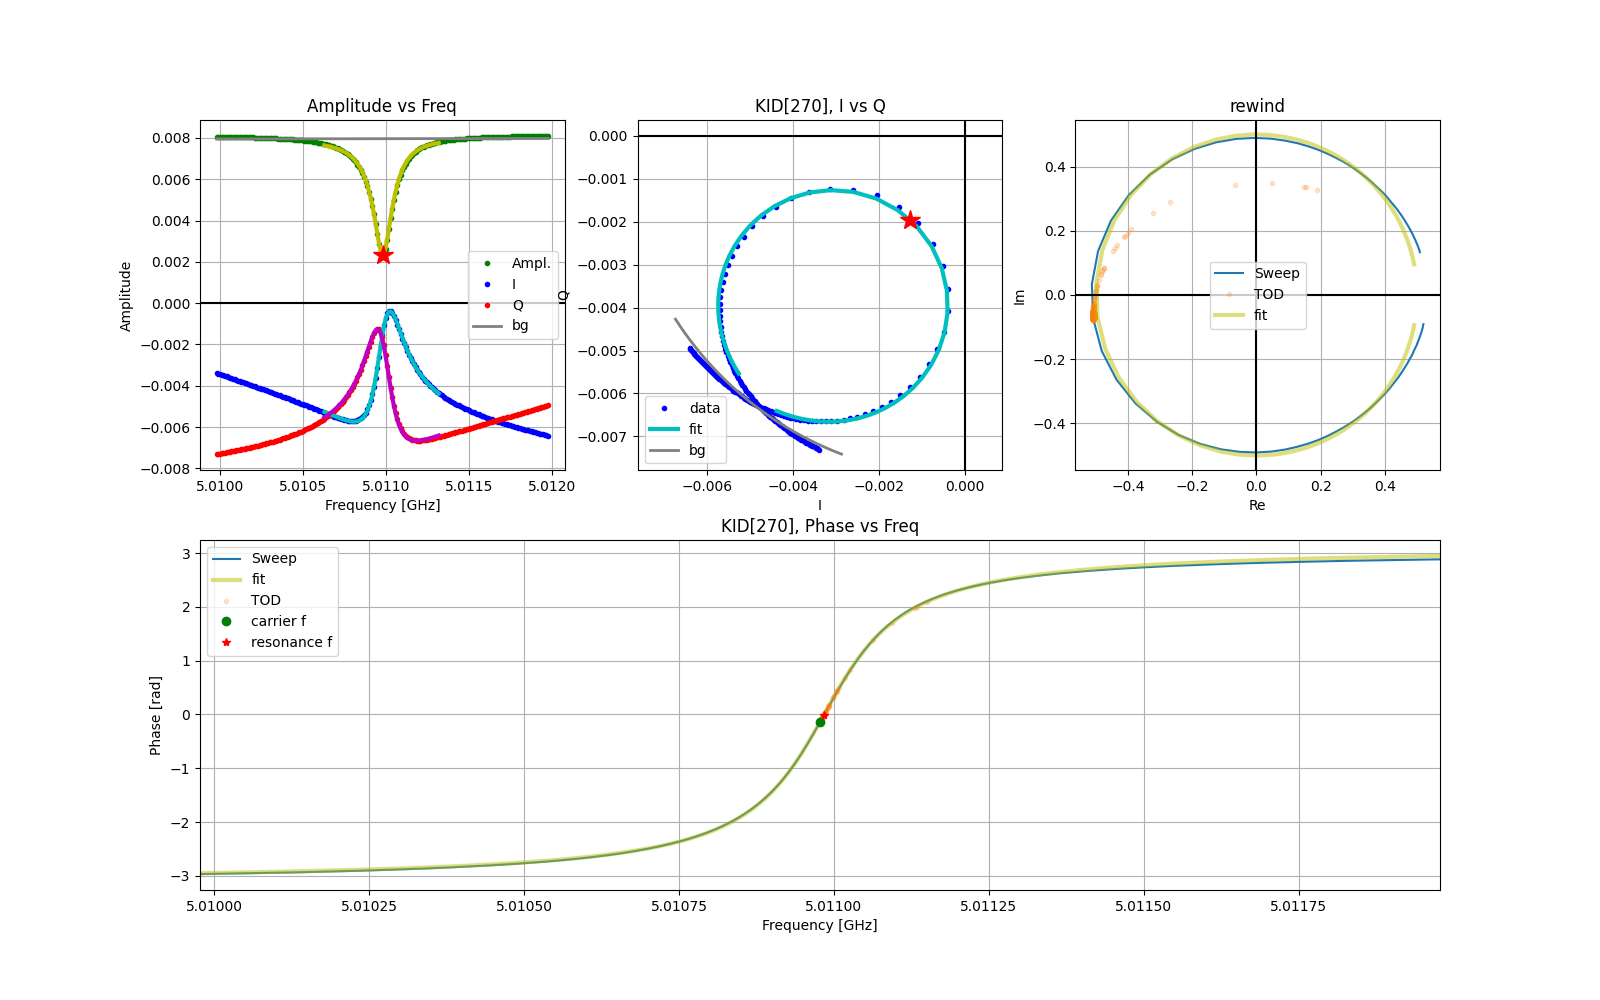 Amplitude vs Freq
0.008
0.006
0.004
0.002
0.000
−0.002
−0.004
−0.006
−0.008
Amplitude
Ampl.
I
Q
bg
5.0100
5.0105
5.0110
5.0115
5.0120
Frequency [GHz]
KID[270], I vs Q
0.000
−0.001
−0.002
−0.003
−0.004
−0.005
−0.006
−0.007
Q
data
fit
bg
−0.006
−0.004
−0.002
0.000
I
rewind
0.4
0.2
0.0
−0.2
−0.4
Im
Sweep
TOD
fit
−0.4
−0.2
0.0
0.2
0.4
Re
KID[270], Phase vs Freq
3
2
1
0
−1
−2
−3
Phase [rad]
Sweep
fit
TOD
carrier f
resonance f
5.01000
5.01025
5.01050
5.01075
5.01100
5.01125
5.01150
5.01175
Frequency [GHz]